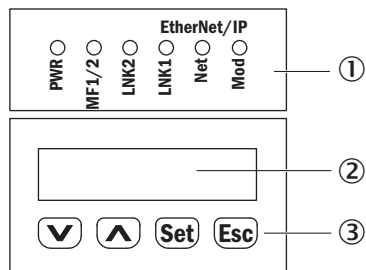 EtherNet/IP
PWR
MF1/2
LNK2
LNK1
Net
Mod
①
②
Set
Esc
③